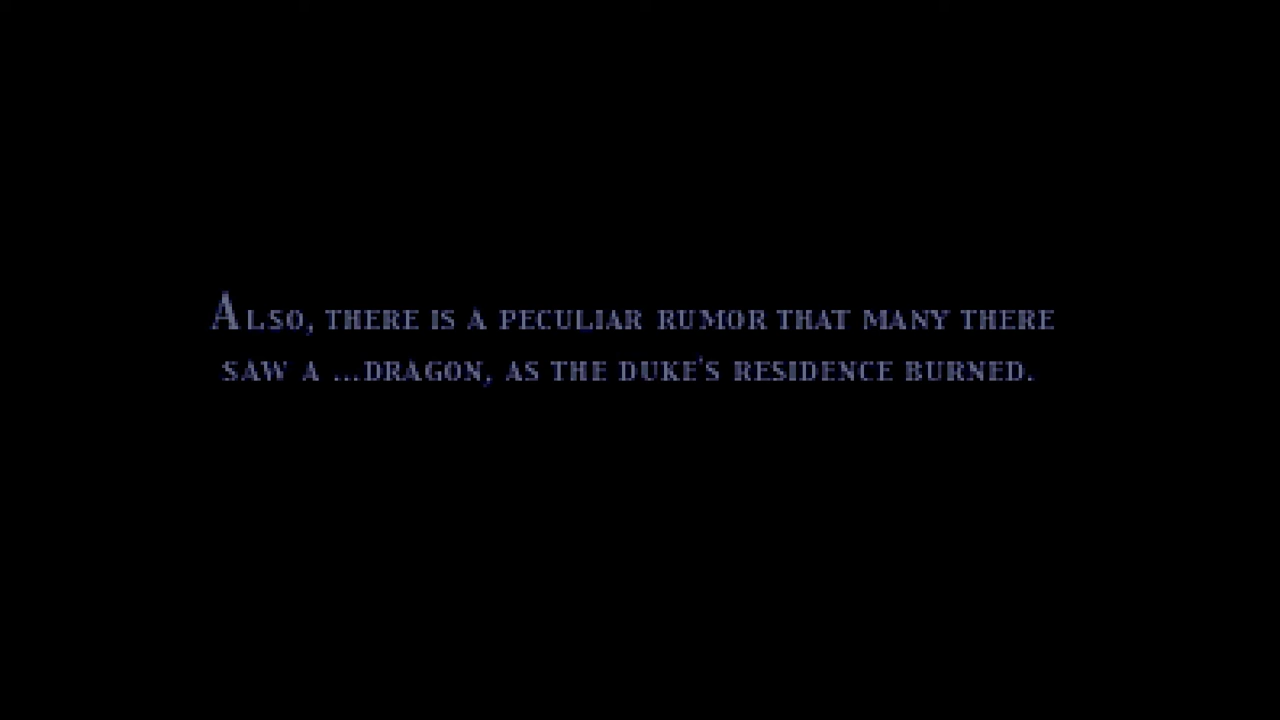 ALSO, THERE IS A PECULIAR RUMOR THAT MANY THERE
SAW A ...DRAGON, AS THE DUKE'S RESIDENCE BURNED.